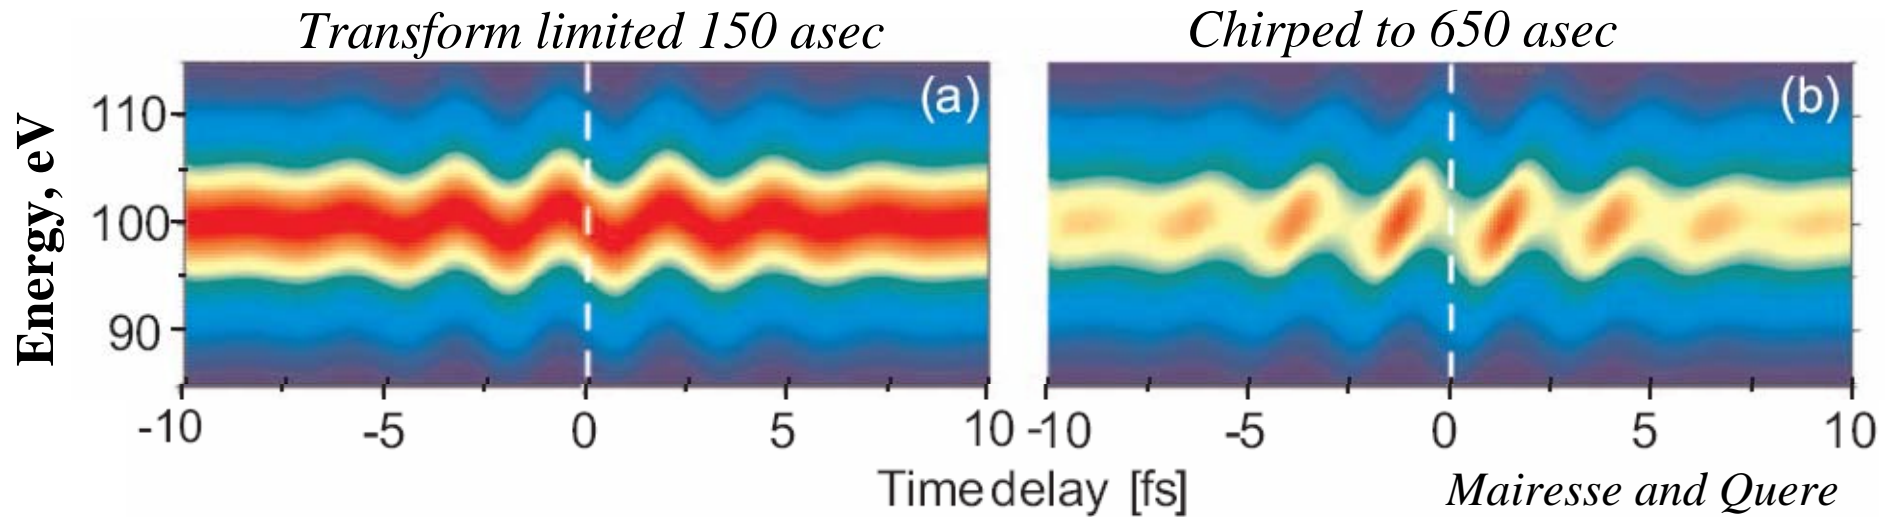 Transform limited 150 asec
Chirped to 650 asec
(a)
(b)
Energy, eV
110
100
90
-10 -5 0 5 10
-10 -5 0 5 10
Time delay [fs]
Mairesse and Quere